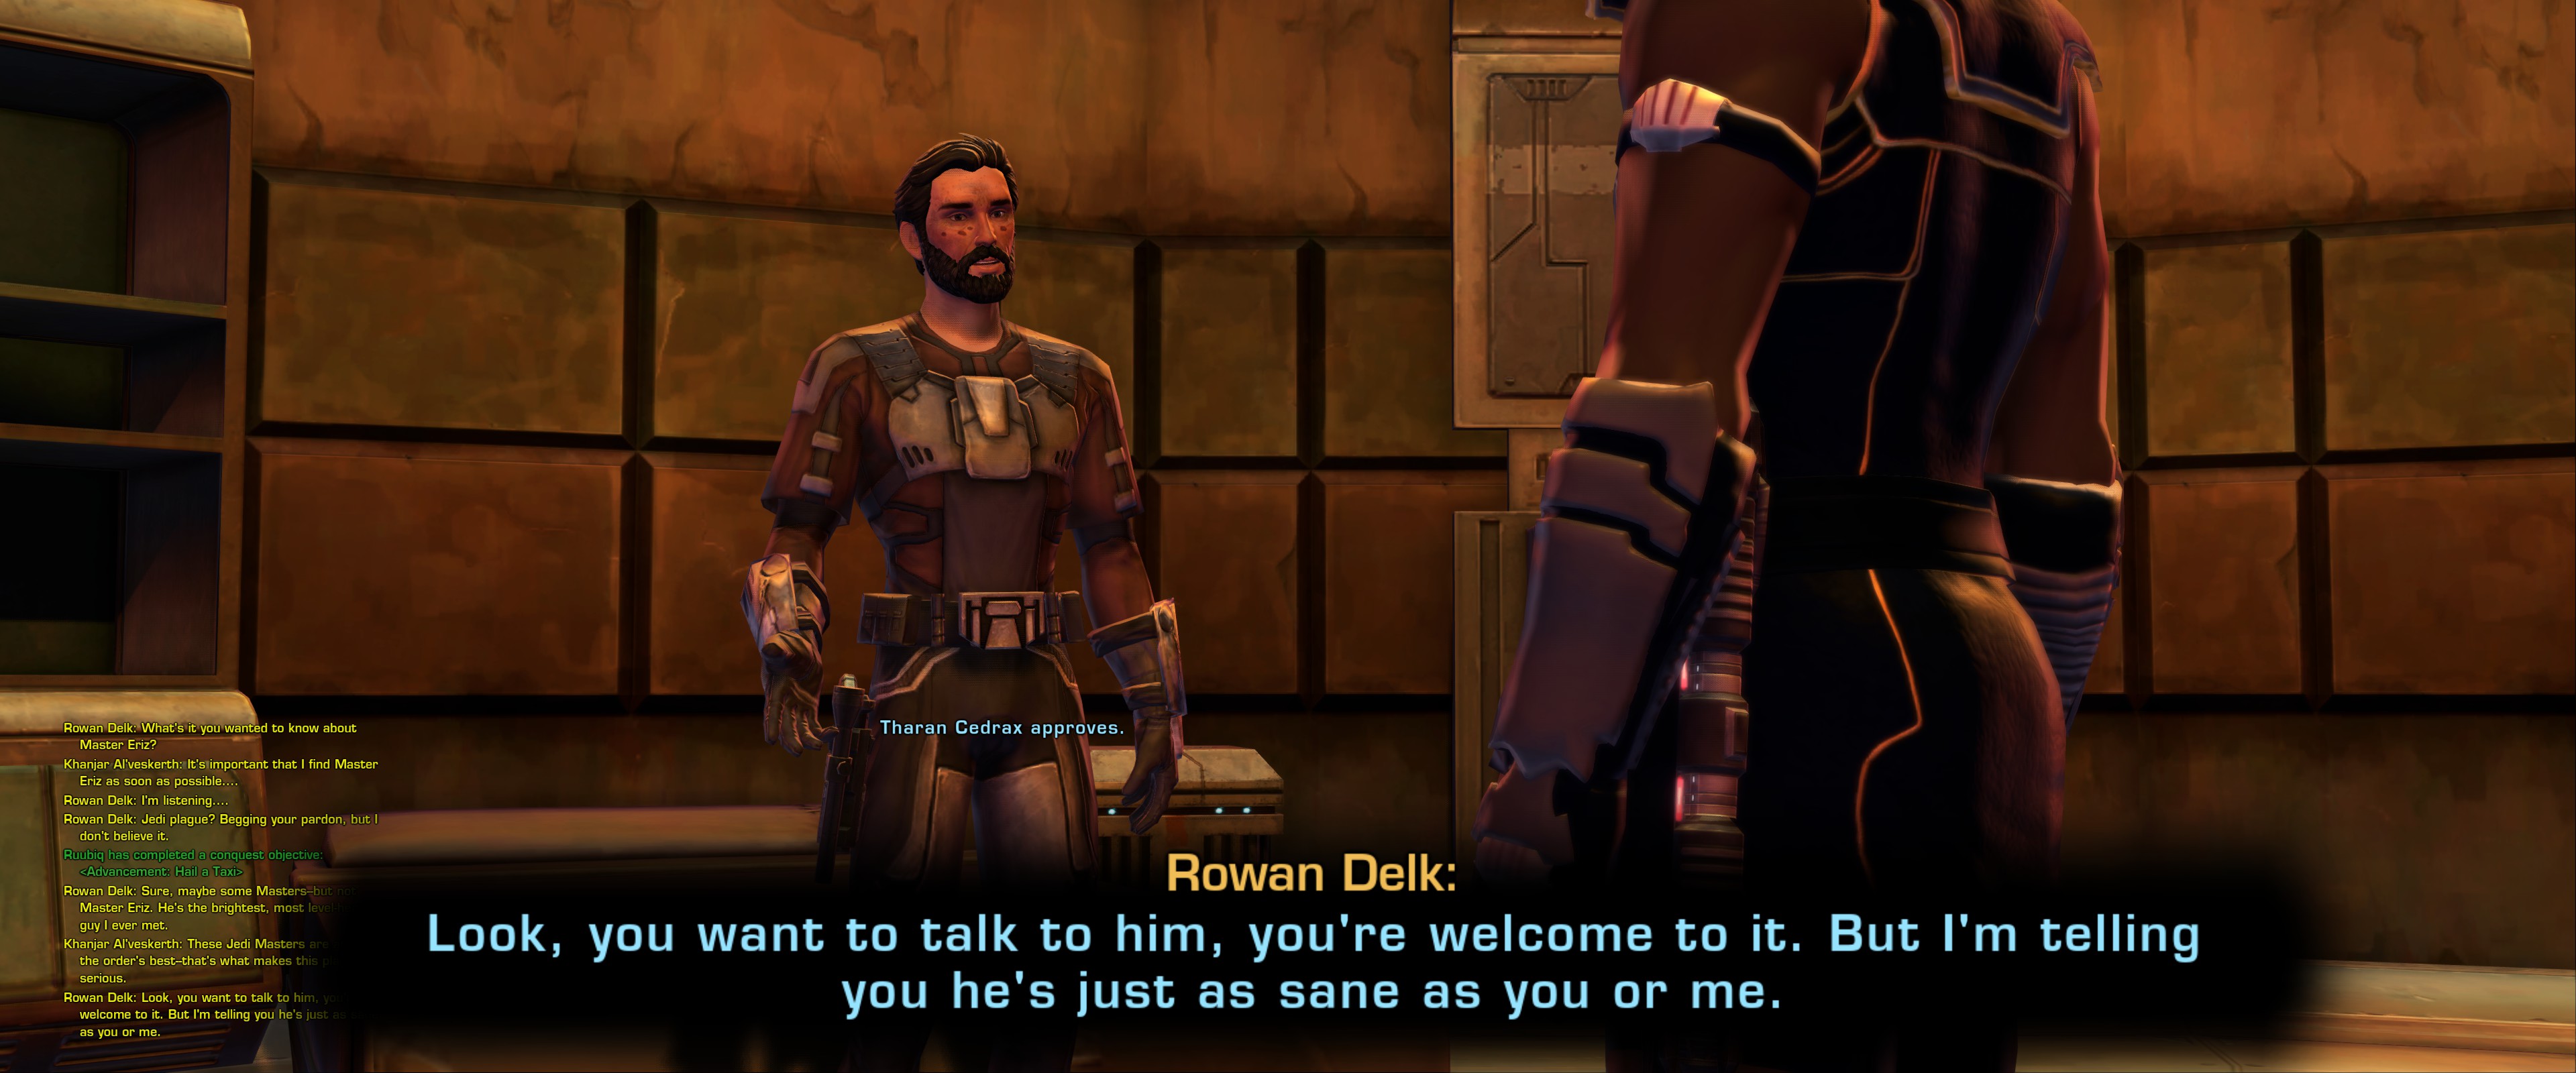 Rowan Delk: What's it you wanted to know about
Master Eriz?
Khanjar Al'veskerth: It's important that I find Master
Eriz as soon as possible....
Rowan Delk: I'm listening....
Rowan Delk: Jedi plague? Begging your pardon, but I
don't believe it.
Ruubiq has completed a conquest objective:
<Advancement: Hail a Taxi>
Rowan Delk: Sure, maybe some Masters–but not
Master Eriz. He's the brightest, most
guy I ever met.
Khanjar Al'veskerth: These Jedi Masters are
the order's best–that's what makes this
serious.
Rowan Delk: Look, you want to talk to him,
welcome to it. But I'm telling you he's just as
as you or me.
Tharan Cedrax approves.
Rowan Delk:
Look, you want to talk to him, you're welcome to it. But I'm telling
you he's just as sane as you or me.